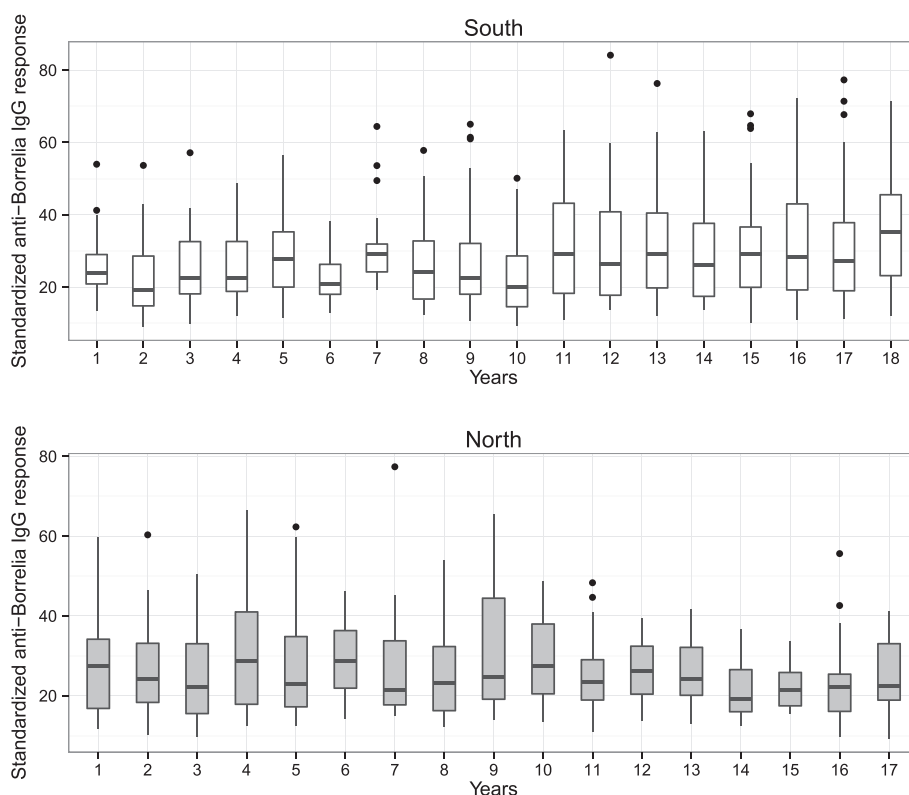 South
Standardized anti-Borrelia IgG response
80
60
40
20
1 2 3 4 5 6 7 8 9 10 11 12 13 14 15 16 17 18
Years
North
Standardized anti-Borrelia IgG response
80
60
40
20
1 2 3 4 5 6 7 8 9 10 11 12 13 14 15 16 17
Years